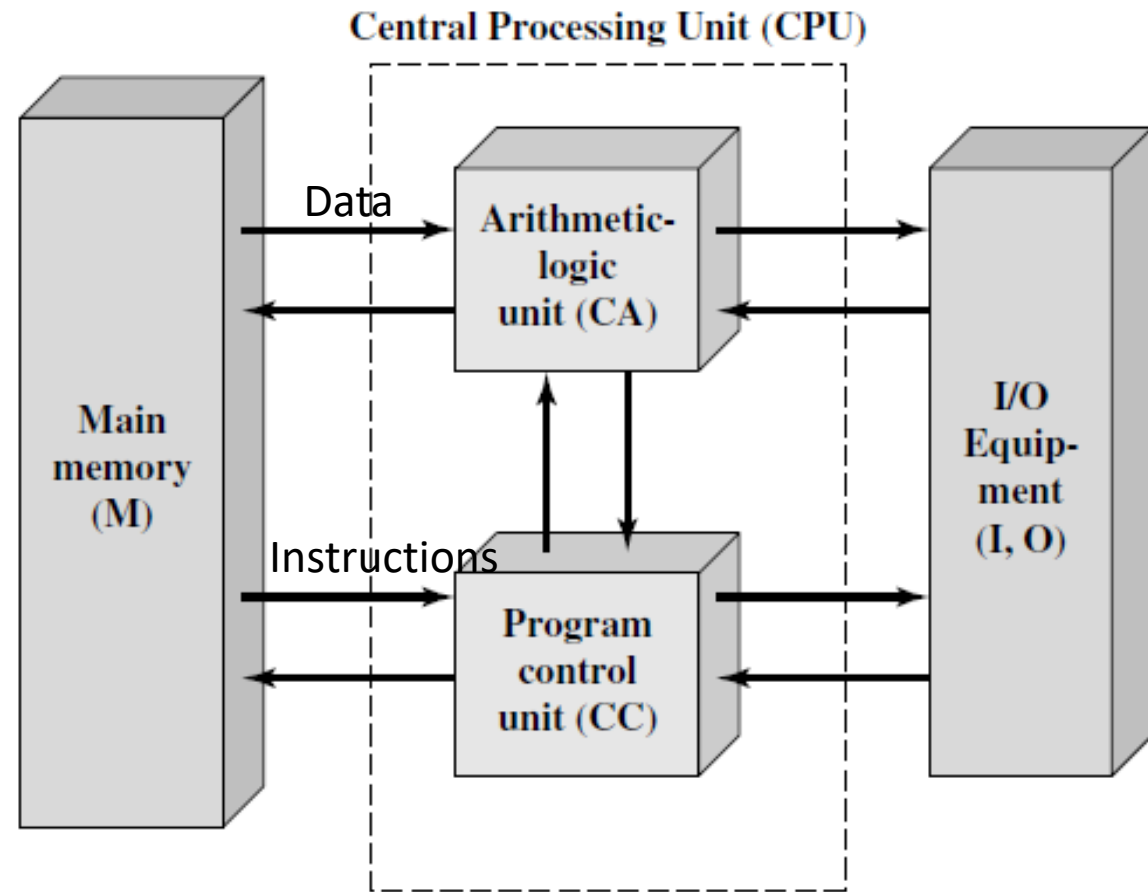 Central Processing Unit (CPU)
Data
Arithmetic-
logic
unit (CA)
Main
memory
(M)
I/O
Equip-
ment
(I, O)
Instructions
Program
control
unit (CC)